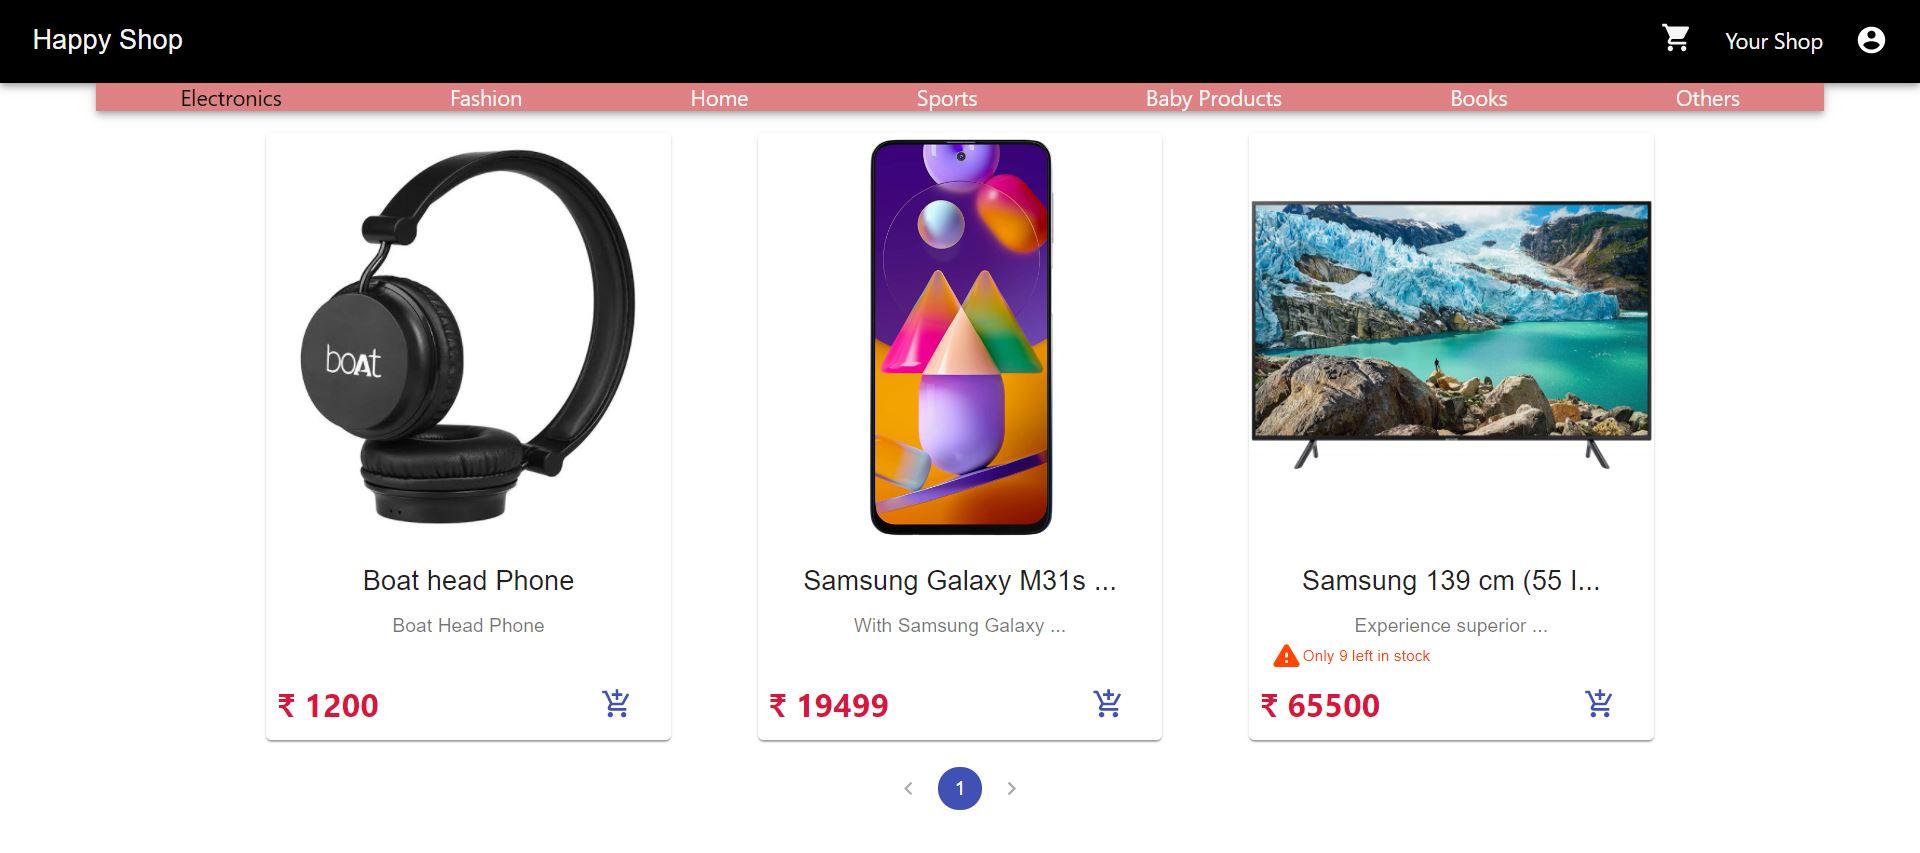 Happy Shop
Your Shop
Electronics Fashion Home Sports Baby Products Books Others
boAt
Boat head Phone
Boat Head Phone
₹ 1200
Samsung Galaxy M31s ...
With Samsung Galaxy ...
₹ 19499
Samsung 139 cm (55 I...
Experience superior ...
Only 9 left in stock
₹ 65500
1